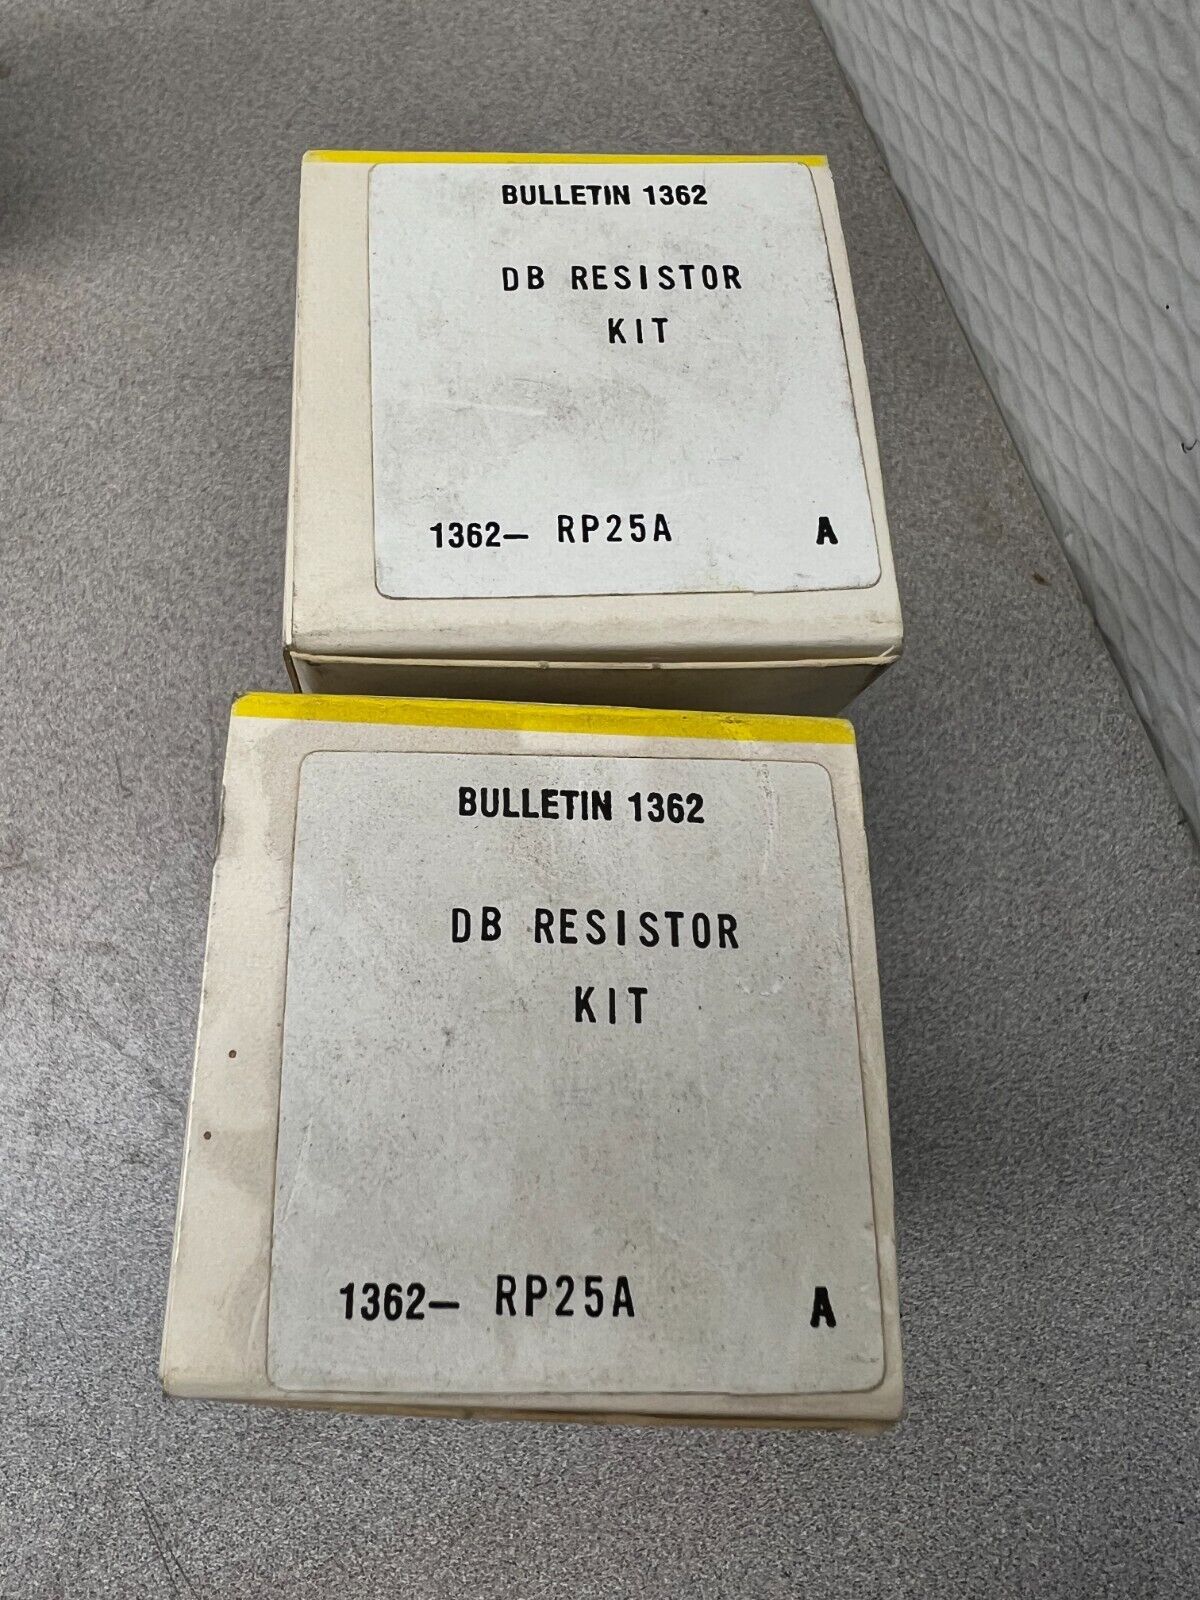 BULLETIN 1362
DB RESISTOR
KIT
1362– RP25A A
BULLETIN 1362
DB RESISTOR
KIT
1362– RP25A A